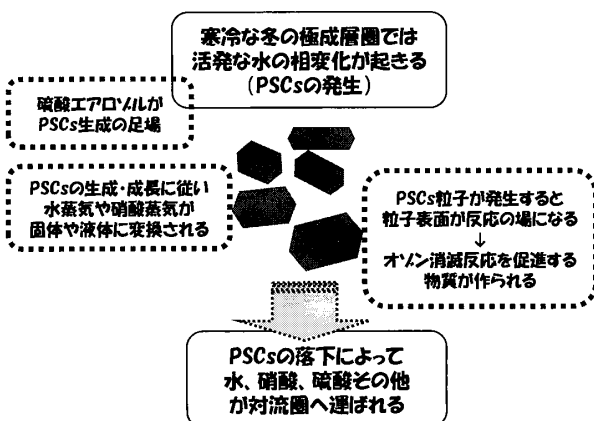 寒冷な冬の極成層圏では
活発な水の相変化が起きる
(PSCsの発生)
硫酸エアロゾルが
PSCs生成の足場
PSCsの生成・成長に従い
水蒸気や硝酸蒸気が
固体や液体に変換される
PSCs粒子が発生すると
粒子表面が反応の場になる
↓
オゾン消滅反応を促進する
物質が作られる
PSCsの落下によって
水、硝酸、硫酸その他
が対流圏へ運ばれる